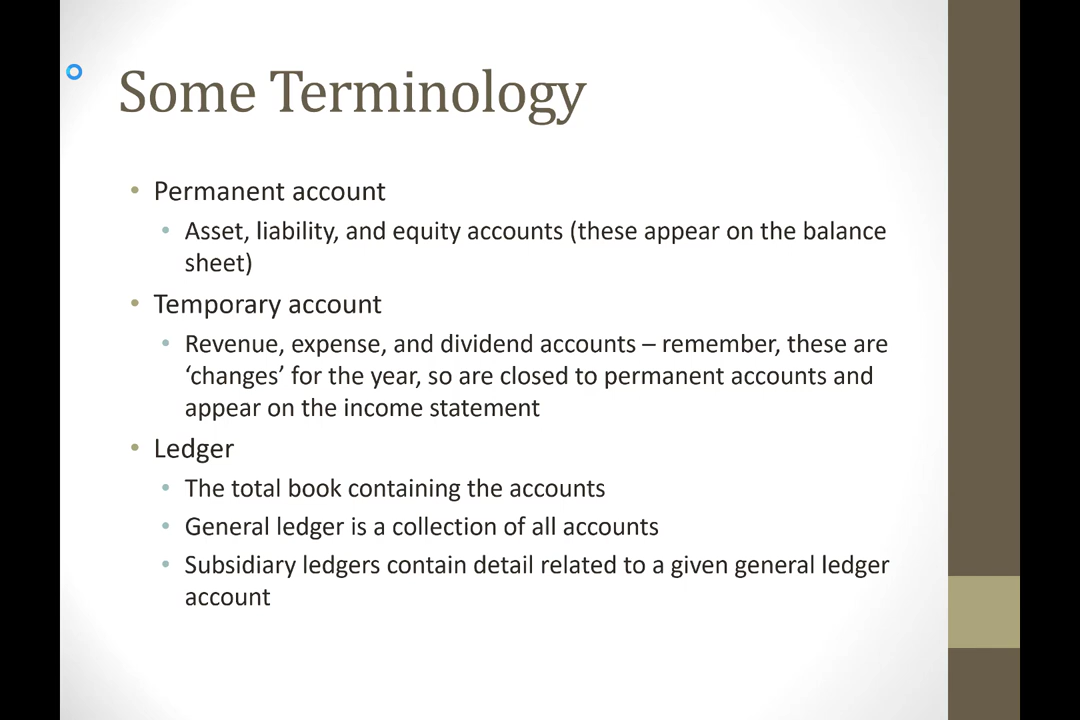 Some Terminology
• Permanent account
• Asset, liability, and equity accounts (these appear on the balance
sheet)
• Temporary account
• Revenue, expense, and dividend accounts – remember, these are
‘changes’ for the year, so are closed to permanent accounts and
appear on the income statement
• Ledger
• The total book containing the accounts
• General ledger is a collection of all accounts
• Subsidiary ledgers contain detail related to a given general ledger
account